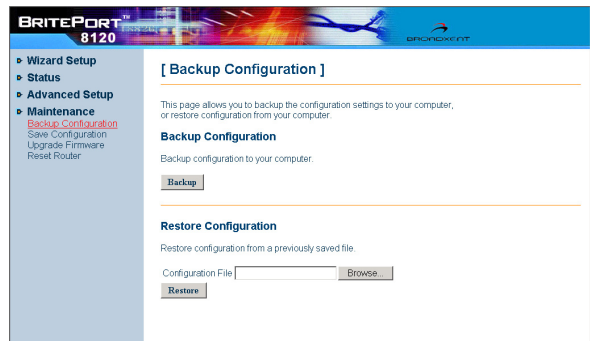 BRITEPORT™
8120
BROADXENT
Wizard Setup
Status
Advanced Setup
Maintenance
Backup Configuration
Save Configuration
Upgrade Firmware
Reset Router
[ Backup Configuration ]
This page allows you to backup the configuration settings to your computer,
or restore configuration from your computer.
Backup Configuration
Backup configuration to your computer.
Backup
Restore Configuration
Restore configuration from a previously saved file.
Configuration File Browse...
Restore